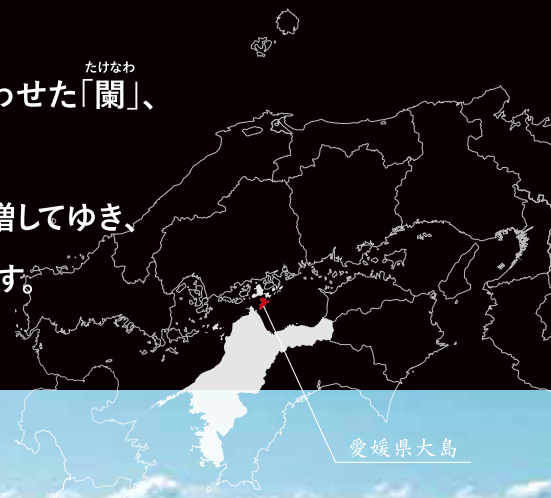 たけなわ
わせた「闌」、
増してゆき、
す。
愛媛県大島